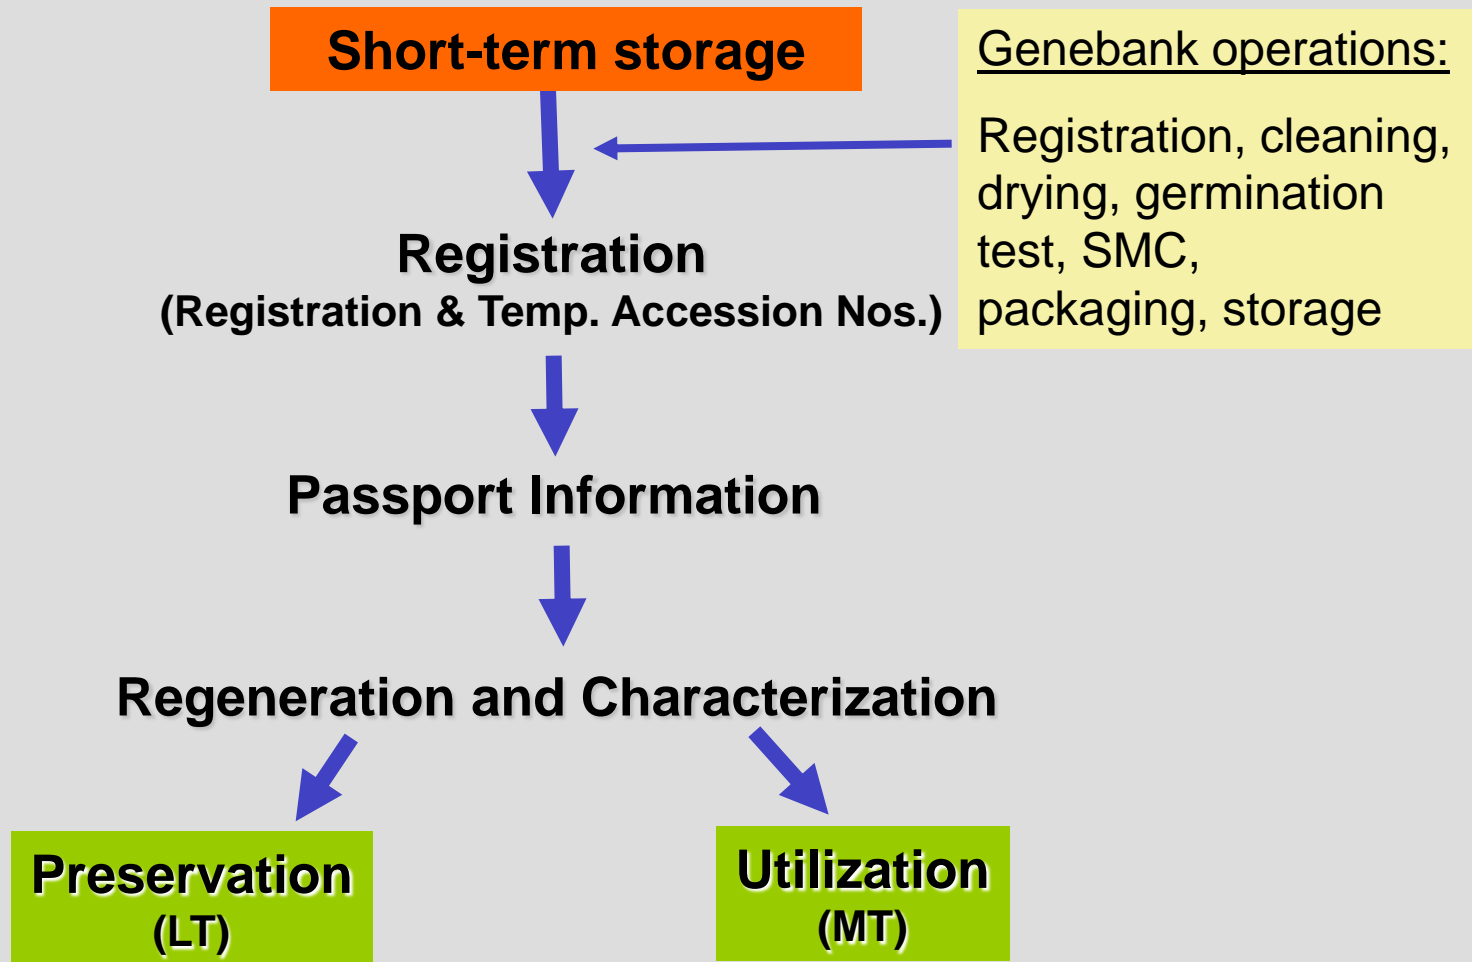 Short-term storage
Genebank operations:
Registration, cleaning,
drying, germination
test, SMC,
packaging, storage
Registration
(Registration & Temp. Accession Nos.)
Passport Information
Regeneration and Characterization
Preservation
(LT)
Utilization
(MT)